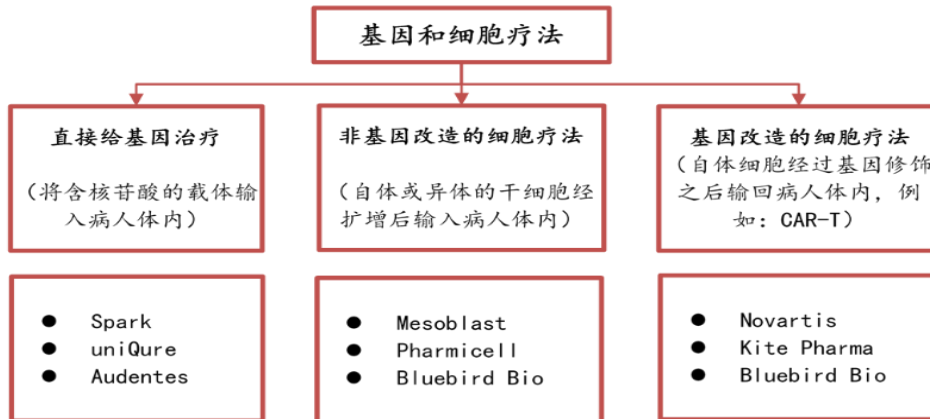 基因和细胞疗法
直接给基因治疗
（将含核苷酸的载体输
入病人体内）
非基因改造的细胞疗法
（自体或异体的干细胞经
扩增后输入病人体内）
基因改造的细胞疗法
（自体细胞经过基因修饰
之后输回病人体内，例
如：CAR-T）
● Spark
● uniQure
● Audentes
● Mesoblast
● Pharmicell
● Bluebird Bio
● Novartis
● Kite Pharma
● Bluebird Bio